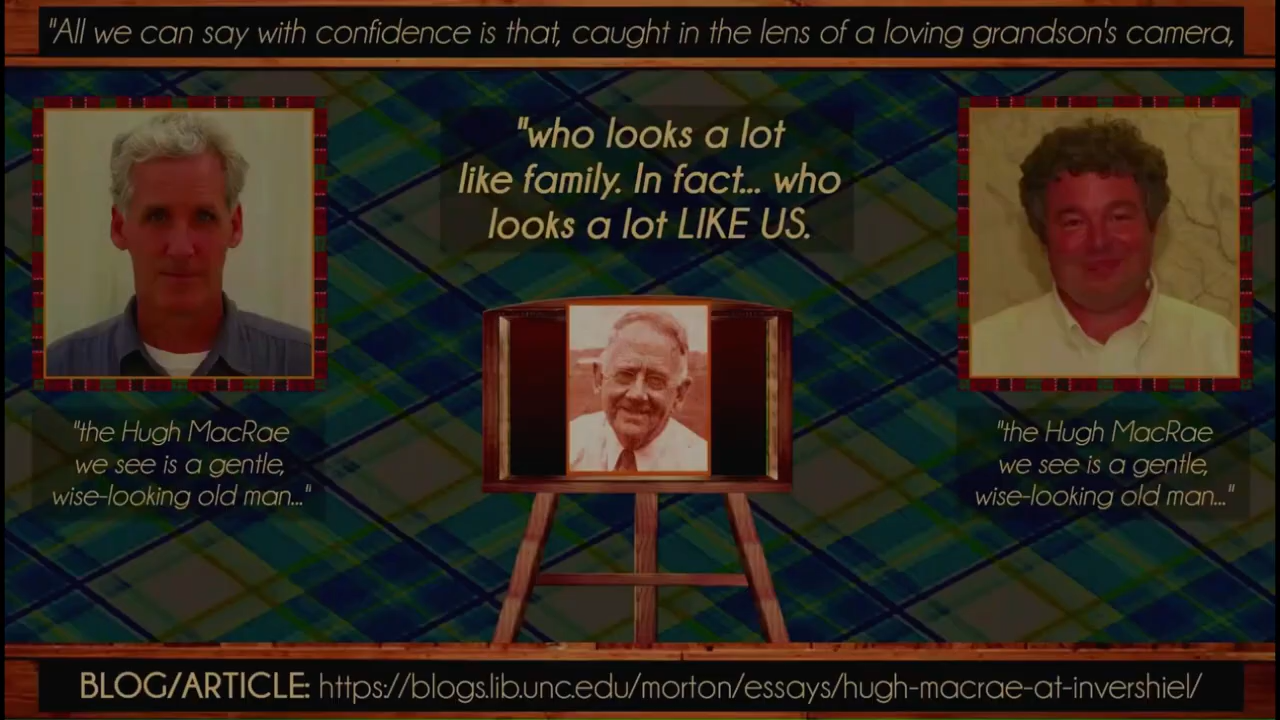 "All we can say with confidence is that, caught in the lens of a loving grandson's camera,
"who looks a lot
like family. In fact... who
looks a lot LIKE US.
"the Hugh MacRae
we see is a gentle,
wise-looking old man..."
"the Hugh MacRae
we see is a gentle,
wise-looking old man..."
BLOG/ARTICLE: https://blogs.lib.unc.edu/morton/essays/hugh-macrae-at-invershiel/